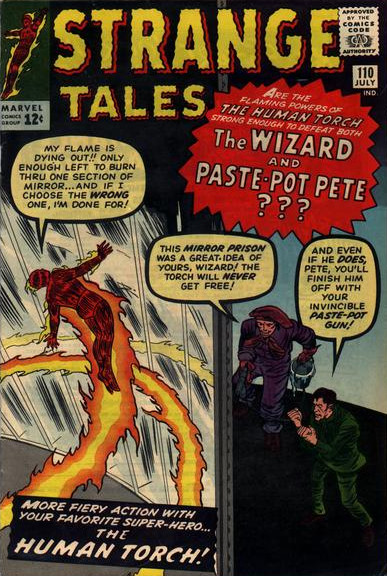 STRANGE
TALES
APPROVED
BY THE
COMICS
CODE
AUTHORITY
110
JULY
IND.
MARVEL
COMICS
GROUP
12¢
ARE THE
FLAMING POWERS OF
THE HUMAN TORCH
STRONG ENOUGH TO DEFEAT BOTH
The WIZARD
AND
PASTE-POT PETE
???
MY FLAME IS
DYING OUT!! ONLY
ENOUGH LEFT TO BURN
THRU ONE SECTION OF
MIRROR...AND IF I
CHOOSE THE WRONG
ONE, I'M DONE FOR!
THIS MIRROR PRISON
WAS A GREAT IDEA OF
YOURS, WIZARD! THE
TORCH WILL NEVER
GET FREE!
AND EVEN
IF HE DOES,
PETE, YOU'LL
FINISH HIM
OFF WITH
YOUR
INVINCIBLE
PASTE-POT
GUN!
MORE FIERY ACTION WITH
YOUR FAVORITE SUPER-HERO...
THE
HUMAN TORCH!